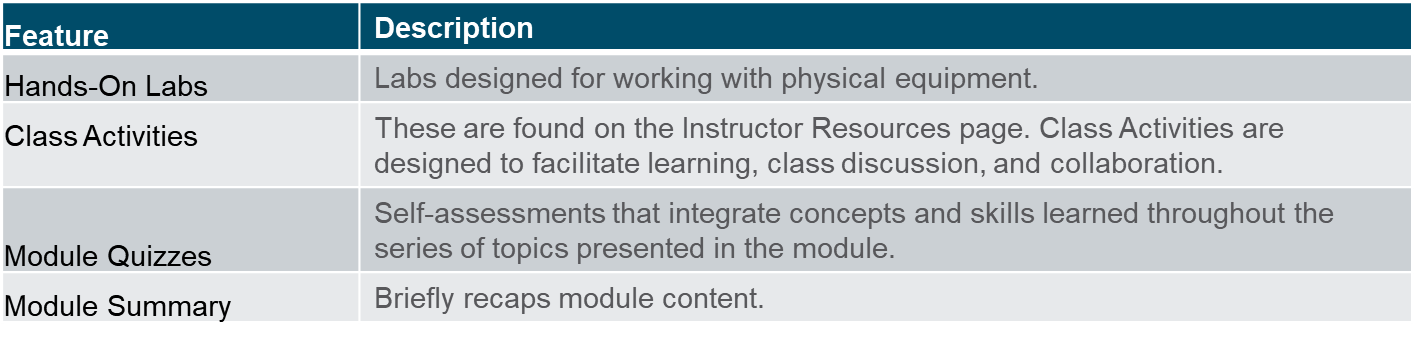 Feature
Description
Hands-On Labs
Labs designed for working with physical equipment.
Class Activities
These are found on the Instructor Resources page. Class Activities are
designed to facilitate learning, class discussion, and collaboration.
Module Quizzes
Self-assessments that integrate concepts and skills learned throughout the
series of topics presented in the module.
Module Summary
Briefly recaps module content.